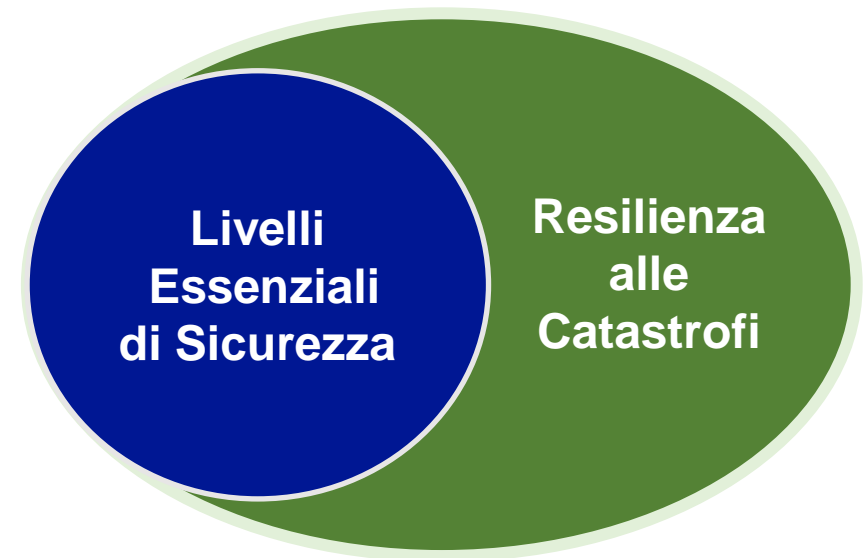 Livelli
Essenziali
di Sicurezza
Resilienza
alle
Catastrofi